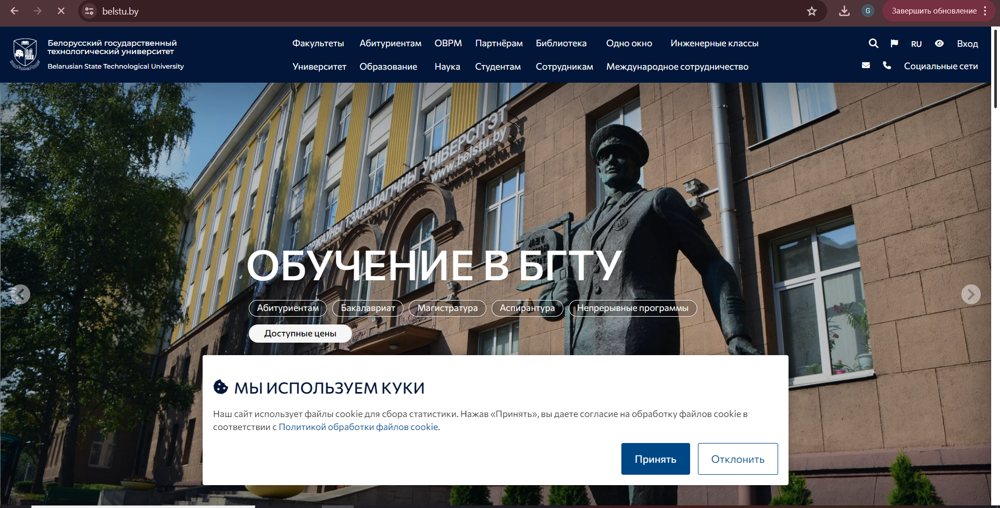 belstu.by
G
Завершить обновление
Белорусский государственный
технологический университет
Belarusian State Technological University
Факультеты Абитуриентам ОВРМ Партнёрам Библиотека Одно окно Инженерные классы
RU Вход
Университет Образование Наука Студентам Сотрудникам Международное сотрудничество
Социальные сети
ТЭХНАЛАГІЧНЫ ЎНІВЕРСІТЭТ
www.belstu.by
ОБУЧЕНИЕ В БГТУ
Абитуриентам Бакалавриат Магистратура Аспирантура Непрерывные программы
Доступные цены
МЫ ИСПОЛЬЗУЕМ КУКИ
Наш сайт использует файлы cookie для сбора статистики. Нажав «Принять», вы даете согласие на обработку файлов cookie в
соответствии с Политикой обработки файлов cookie.
Принять Отклонить